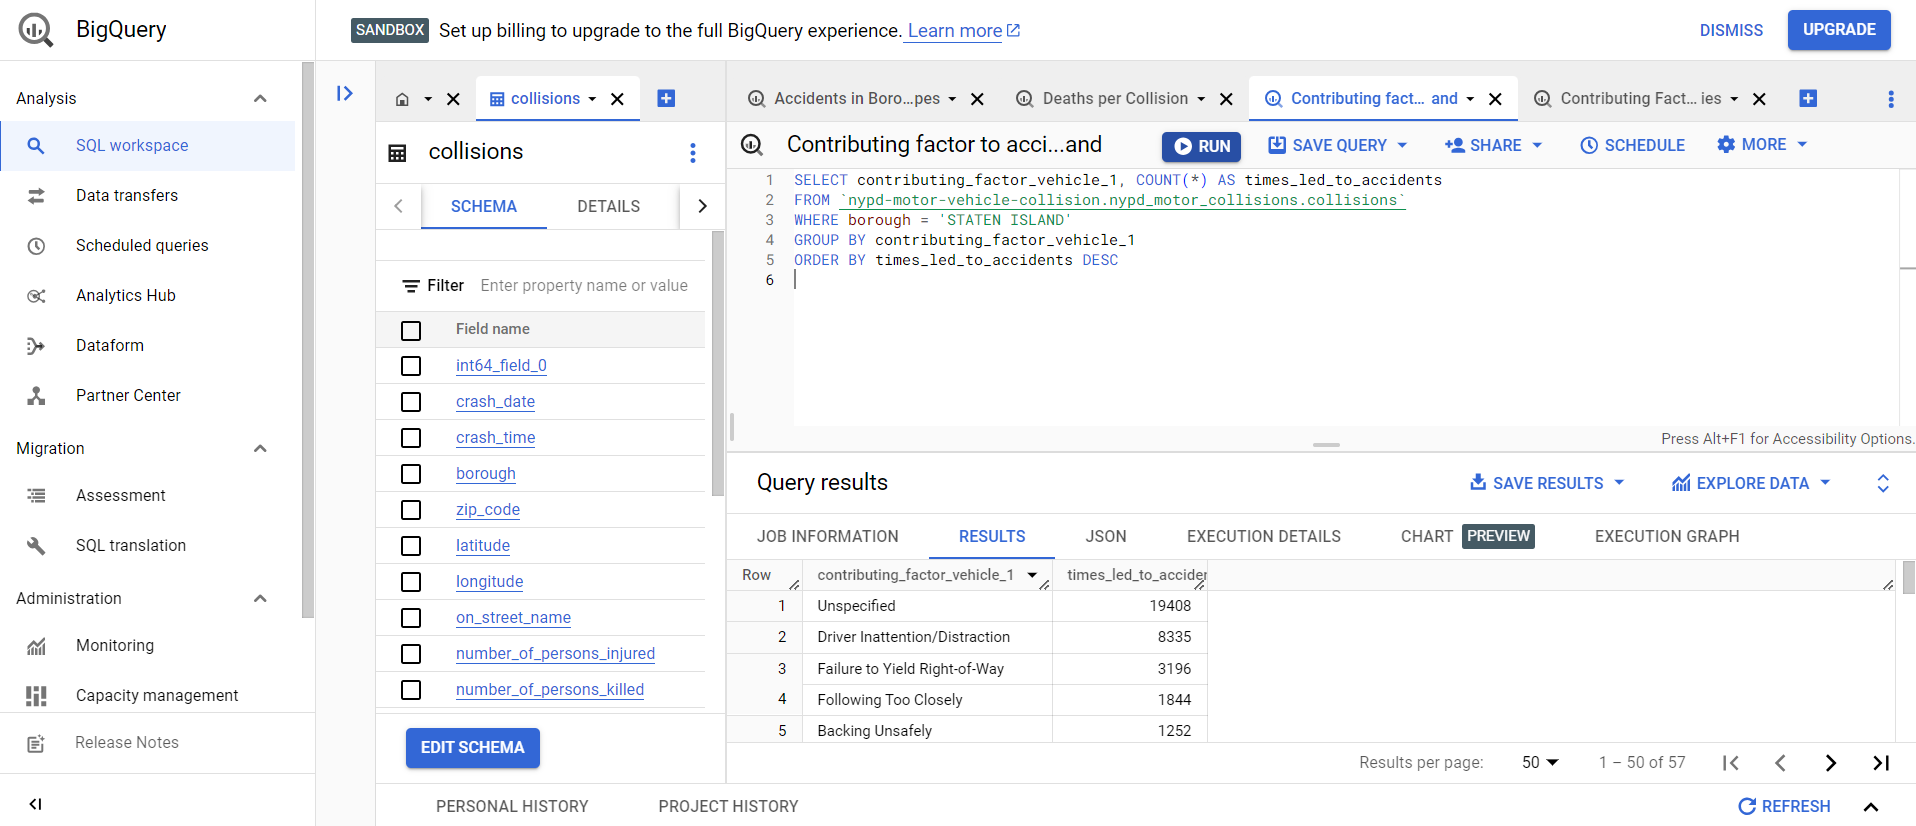 BigQuery
SANDBOX Set up billing to upgrade to the full BigQuery experience. Learn more
DISMISS
UPGRADE
Analysis
SQL workspace
Data transfers
Scheduled queries
Analytics Hub
Dataform
Partner Center
Migration
Assessment
SQL translation
Administration
Monitoring
Capacity management
Release Notes
collisions
collisions
SCHEMA DETAILS
Filter Enter property name or value
Field name
int64_field_0
crash_date
crash_time
borough
zip_code
latitude
longitude
on_street_name
number_of_persons_injured
number_of_persons_killed
EDIT SCHEMA
Accidents in Boro...pes Deaths per Collision Contributing fact... and Contributing Fact... ies
Contributing factor to acci...and RUN SAVE QUERY SHARE SCHEDULE MORE
1 SELECT contributing_factor_vehicle_1, COUNT(*) AS times_led_to_accidents
2 FROM `nypd-motor-vehicle-collision.nypd_motor_collisions.collisions`
3 WHERE borough = 'STATEN ISLAND'
4 GROUP BY contributing_factor_vehicle_1
5 ORDER BY times_led_to_accidents DESC
6
Press Alt+F1 for Accessibility Options.
Query results SAVE RESULTS EXPLORE DATA
JOB INFORMATION RESULTS JSON EXECUTION DETAILS CHART PREVIEW EXECUTION GRAPH
Row contributing_factor_vehicle_1 times_led_to_accider
1 Unspecified 19408
2 Driver Inattention/Distraction 8335
3 Failure to Yield Right-of-Way 3196
4 Following Too Closely 1844
5 Backing Unsafely 1252
Results per page: 50 1 – 50 of 57
PERSONAL HISTORY PROJECT HISTORY REFRESH